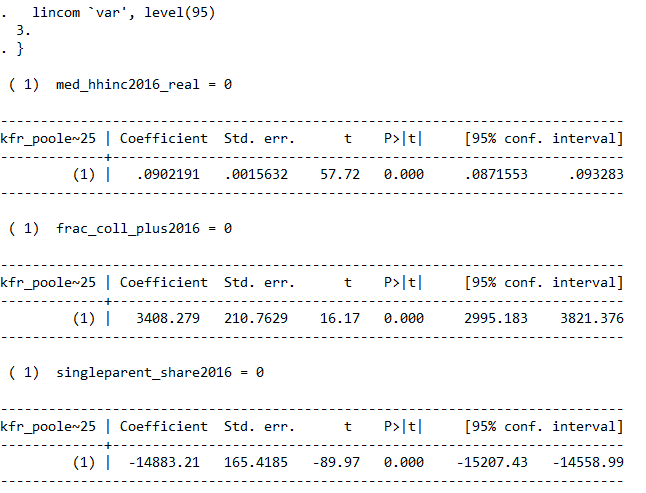 .   lincom `var', level(95)
  3.
. }

 ( 1)  med_hhinc2016_real = 0

------------------------------------------------------------------------------
kfr_poole~25 | Coefficient  Std. err.      t    P>|t|     [95% conf. interval]
-------------+----------------------------------------------------------------
         (1) |   .0902191   .0015632    57.72   0.000     .0871553     .093283
------------------------------------------------------------------------------

 ( 1)  frac_coll_plus2016 = 0

------------------------------------------------------------------------------
kfr_poole~25 | Coefficient  Std. err.      t    P>|t|     [95% conf. interval]
-------------+----------------------------------------------------------------
         (1) |   3408.279   210.7629    16.17   0.000     2995.183    3821.376
------------------------------------------------------------------------------

 ( 1)  singleparent_share2016 = 0

------------------------------------------------------------------------------
kfr_poole~25 | Coefficient  Std. err.      t    P>|t|     [95% conf. interval]
-------------+----------------------------------------------------------------
         (1) |  -14883.21   165.4185   -89.97   0.000    -15207.43   -14558.99
------------------------------------------------------------------------------